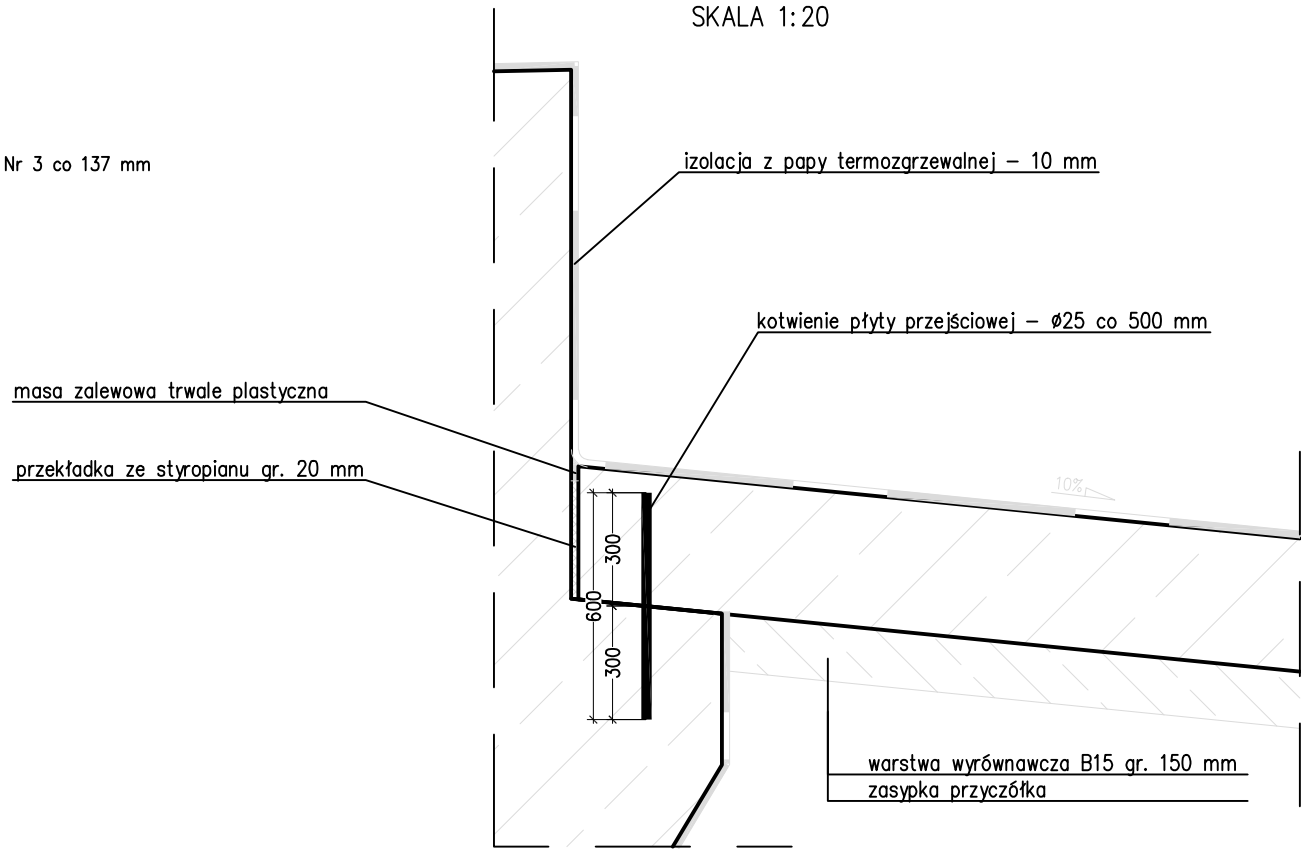 SKALA 1:20
Nr 3 co 137 mm
izolacja z papy termozgrzewalnej – 10 mm
kotwienie płyty przejściowej – ø25 co 500 mm
masa zalewowa trwale plastyczna
przekładka ze styropianu gr. 20 mm
10%
300
600
300
warstwa wyrównawcza B15 gr. 150 mm
zasypka przyczółka